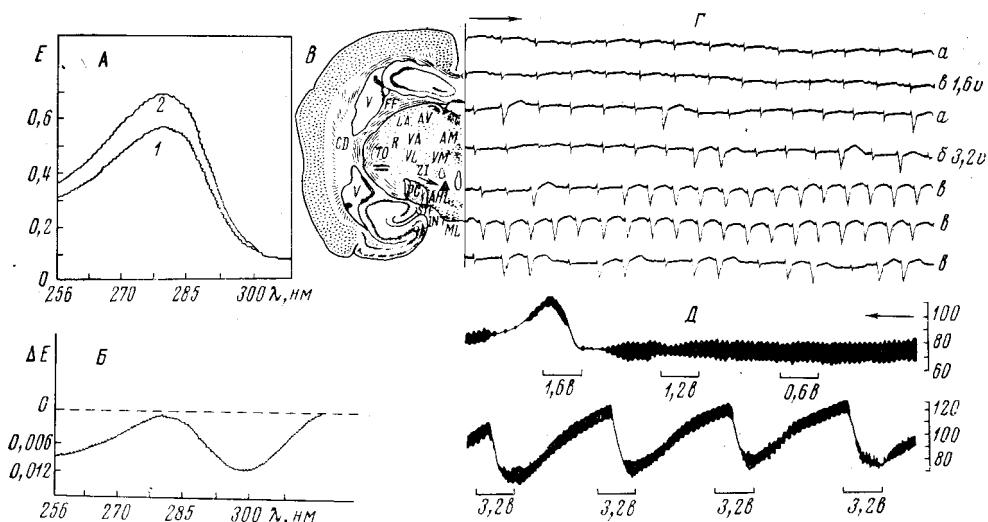 E
А
0,6
0,4
0,2
0
2
1
256 270 285 300 λ, нм
В
V
FF
CD
LA AV
R VA AM
TO VL VM
ZI
V
ML
Г
а
в 1,6 v
а
б 3,2 v
в
в
в
Д
100
80
60
1,6в 1,2в 0,6в
120
100
80
3,2в 3,2в 3,2в 3,2в
ΔE
Б
0
0,006
0,012
256 270 285 300 λ, нм